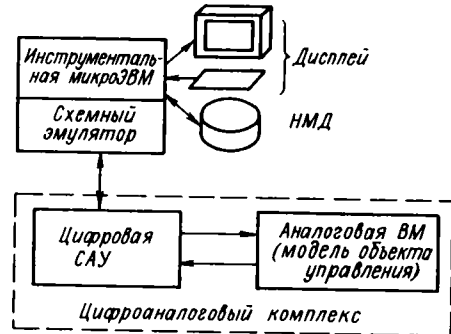 Инструменталь-
ная микроЭВМ
Схемный
эмулятор
Дисплей
НМД
Цифровая
САУ
Аналоговая ВМ
(модель объекта
управления)
Цифроаналоговый комплекс